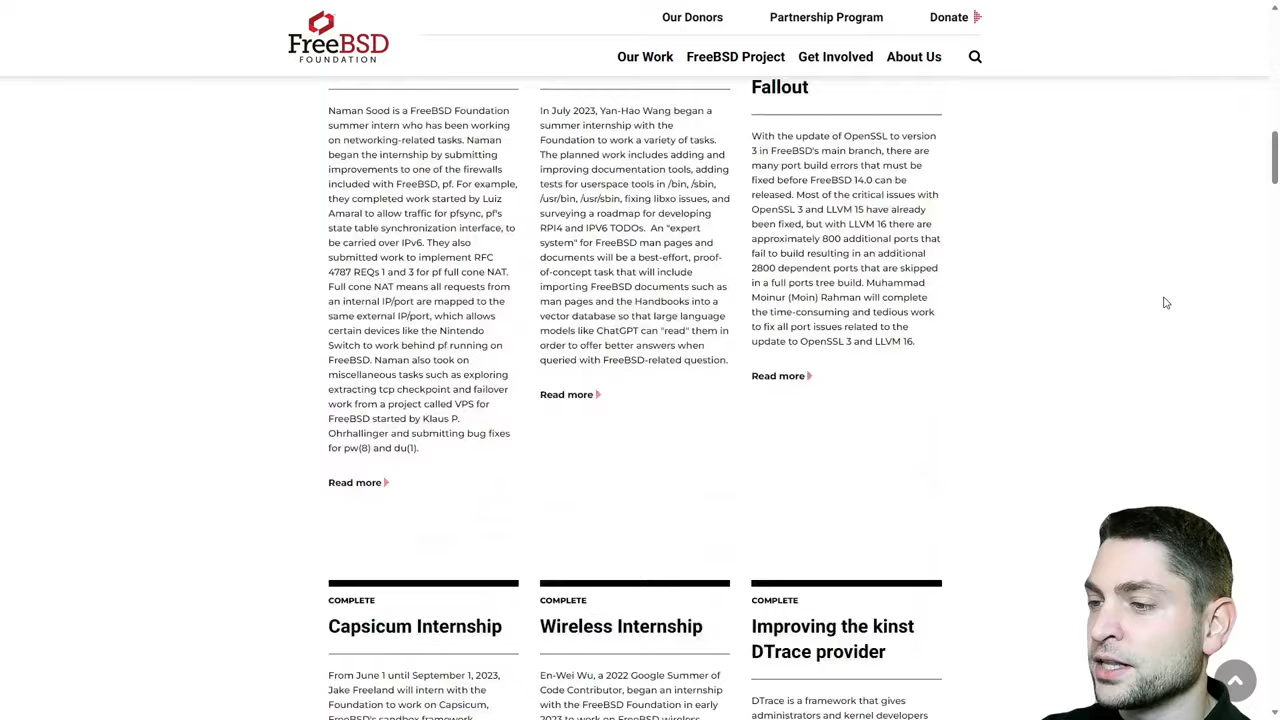 Our Donors
Partnership Program
Donate
FreeBSD
FOUNDATION
Our Work
FreeBSD Project
Get Involved
About Us
Naman Sood is a FreeBSD Foundation
summer intern who has been working
on networking-related tasks. Naman
began the internship by submitting
improvements to one of the firewalls
included with FreeBSD, pf. For example,
they completed work started by Luiz
Amaral to allow traffic for pfsync, pf's
state table synchronization interface, to
be carried over IPv6. They also
submitted work to implement RFC
4787 REQs 1 and 3 for pf full cone NAT.
Full cone NAT means all requests from
an internal IP/port are mapped to the
same external IP/port, which allows
certain devices like the Nintendo
Switch to work behind pf running on
FreeBSD. Naman also took on
miscellaneous tasks such as exploring
extracting tcp checkpoint and failover
work from a project called VPS for
FreeBSD started by Klaus P.
Ohrhallinger and submitting bug fixes
for pw(8) and du(1).
Read more
In July 2023, Yan-Hao Wang began a
summer internship with the
Foundation to work a variety of tasks.
The planned work includes adding and
improving documentation tools, adding
tests for userspace tools in /bin, /sbin,
/usr/bin, /usr/sbin, fixing libxo issues, and
surveying a roadmap for developing
RPI4 and IPV6 TODOs. An "expert
system" for FreeBSD man pages and
documents will be a best-effort, proof-
of-concept task that will include
importing FreeBSD documents such as
man pages and the Handbooks into a
vector database so that large language
models like ChatGPT can "read" them in
order to offer better answers when
queried with FreeBSD-related question.
Read more
Fallout
With the update of OpenSSL to version
3 in FreeBSD's main branch, there are
many port build errors that must be
fixed before FreeBSD 14.0 can be
released. Most of the critical issues with
OpenSSL 3 and LLVM 15 have already
been fixed, but with LLVM 16 there are
approximately 800 additional ports that
fail to build resulting in an additional
2800 dependent ports that are skipped
in a full ports tree build. Muhammad
Moinur (Moin) Rahman will complete
the time-consuming and tedious work
to fix all port issues related to the
update to OpenSSL 3 and LLVM 16.
Read more
COMPLETE
Capsicum Internship
From June 1 until September 1, 2023,
Jake Freeland will intern with the
Foundation to work on Capsicum,
FreeBSD's sandbox framework
COMPLETE
Wireless Internship
En-Wei Wu, a 2022 Google Summer of
Code Contributor, began an internship
with the FreeBSD Foundation in early
2023 to work on FreeBSD wireless
COMPLETE
Improving the kinst
DTrace provider
DTrace is a framework that gives
administrators and kernel developers